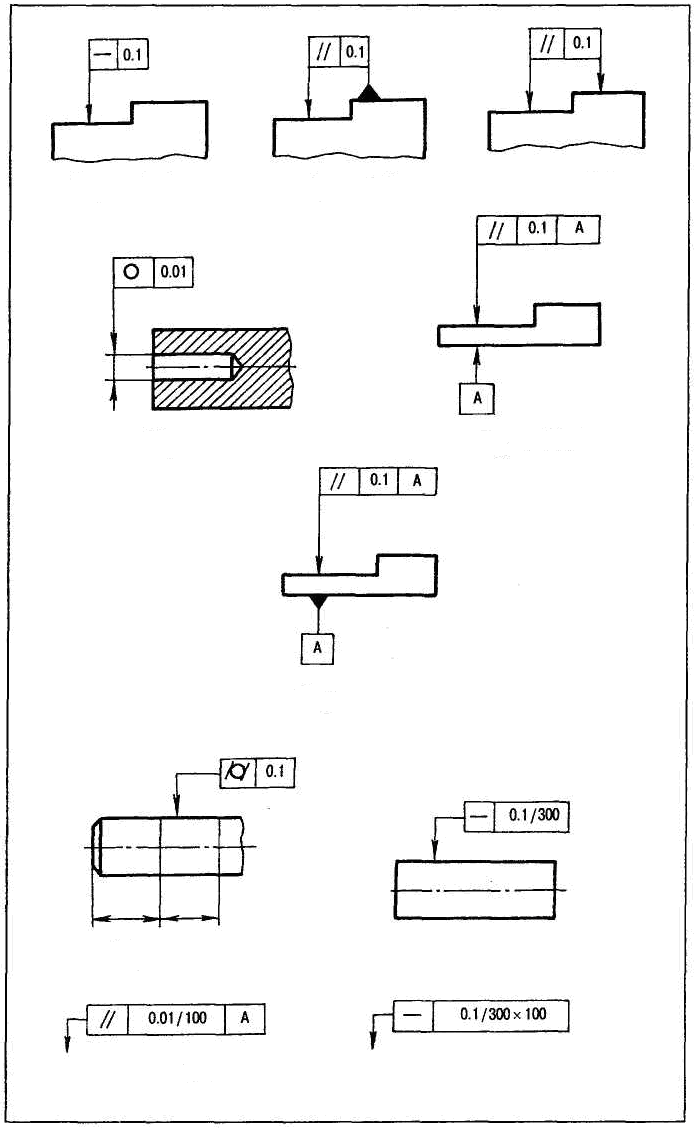 — 0.1
// 0.1
// 0.1
○ 0.01
// 0.1 A
A
// 0.1 A
A
⌭ 0.1
— 0.1/300
// 0.01/100 A
— 0.1/300×100